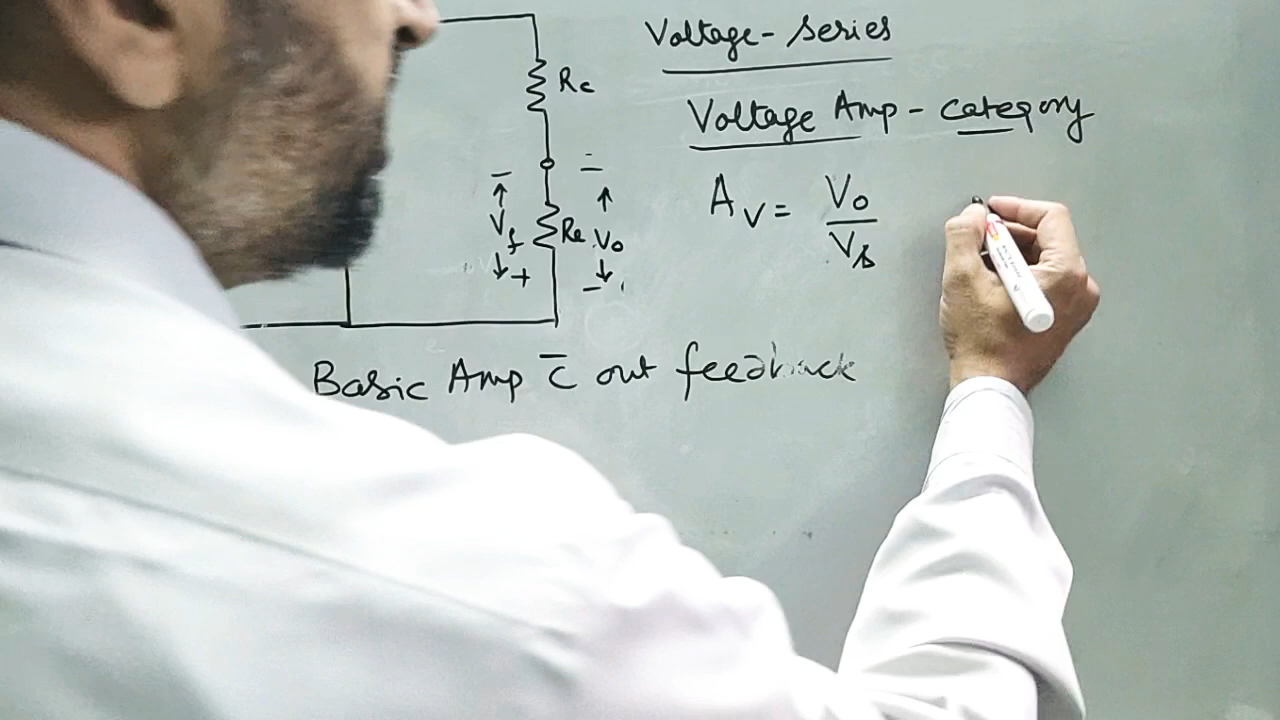 Voltage-Series
Voltage Amp-category
Rc
Vf
Re
Vo
+
AV = Vo/Vs
Basic Amp c̄ out feedback